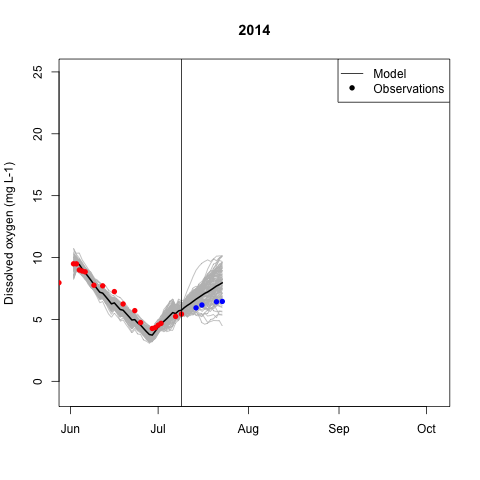 2014
Model
Observations
Dissolved oxygen (mg L-1)
25
20
15
10
5
0
Jun
Jul
Aug
Sep
Oct